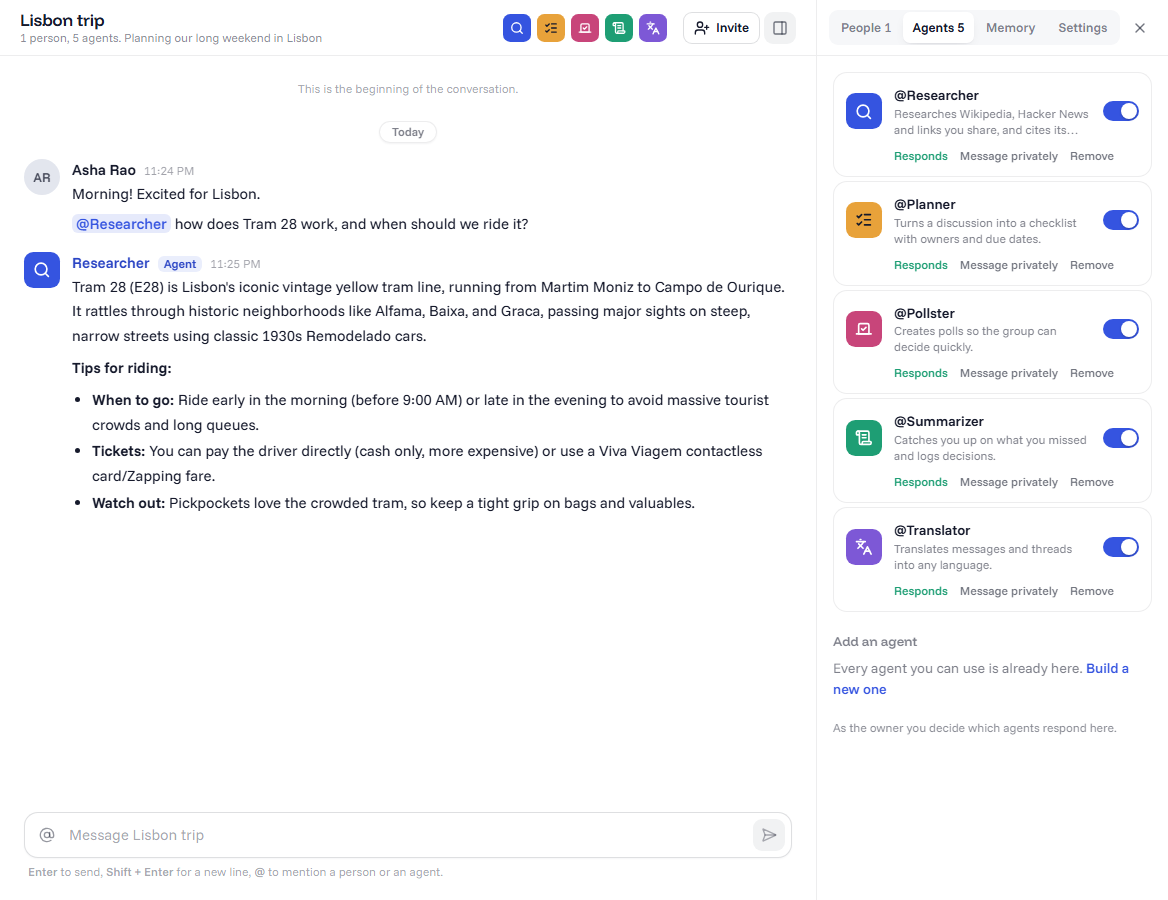 Lisbon trip
1 person, 5 agents. Planning our long weekend in Lisbon
Invite
People 1
Agents 5
Memory
Settings
This is the beginning of the conversation.
Today
AR
Asha Rao 11:24 PM
Morning! Excited for Lisbon.
@Researcher how does Tram 28 work, and when should we ride it?
Researcher Agent 11:25 PM
Tram 28 (E28) is Lisbon's iconic vintage yellow tram line, running from Martim Moniz to Campo de Ourique.
It rattles through historic neighborhoods like Alfama, Baixa, and Graca, passing major sights on steep,
narrow streets using classic 1930s Remodelado cars.
Tips for riding:
• When to go: Ride early in the morning (before 9:00 AM) or late in the evening to avoid massive tourist
crowds and long queues.
• Tickets: You can pay the driver directly (cash only, more expensive) or use a Viva Viagem contactless
card/Zapping fare.
• Watch out: Pickpockets love the crowded tram, so keep a tight grip on bags and valuables.
@ Message Lisbon trip
Enter to send, Shift + Enter for a new line, @ to mention a person or an agent.
@Researcher
Researches Wikipedia, Hacker News
and links you share, and cites its…
Responds Message privately Remove
@Planner
Turns a discussion into a checklist
with owners and due dates.
Responds Message privately Remove
@Pollster
Creates polls so the group can
decide quickly.
Responds Message privately Remove
@Summarizer
Catches you up on what you missed
and logs decisions.
Responds Message privately Remove
@Translator
Translates messages and threads
into any language.
Responds Message privately Remove
Add an agent
Every agent you can use is already here. Build a
new one
As the owner you decide which agents respond here.